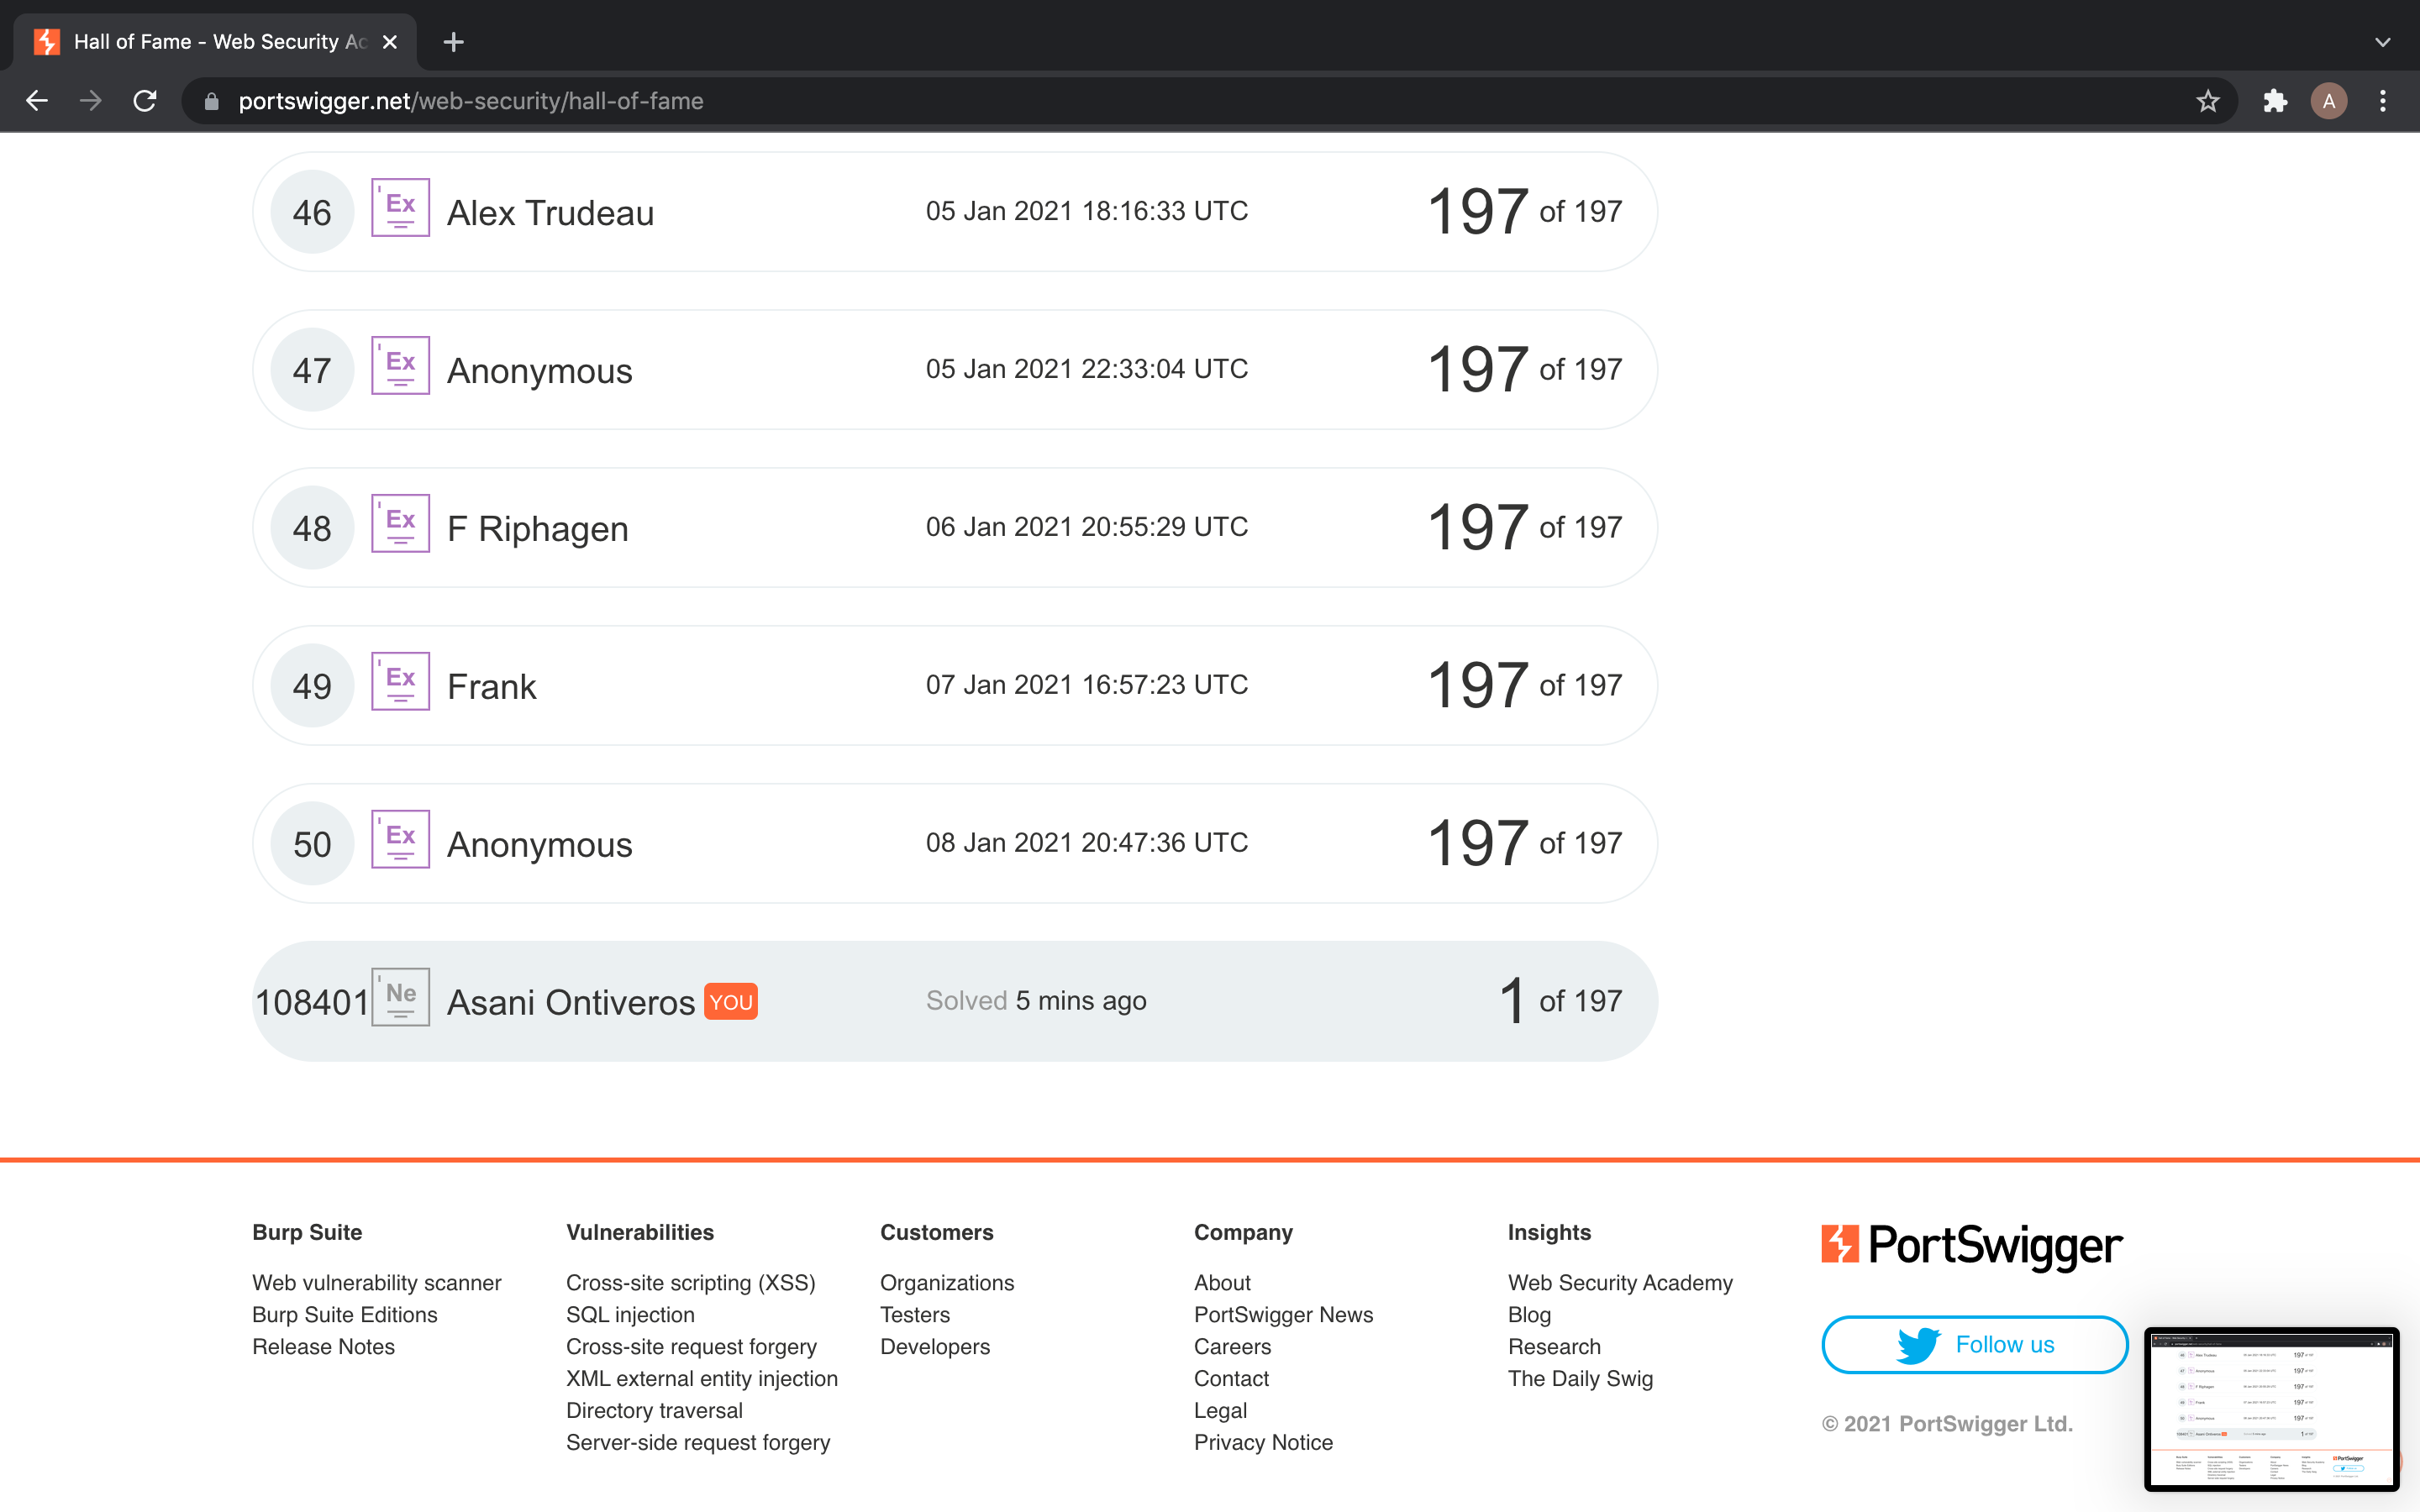 Hall of Fame - Web Security Ac
portswigger.net/web-security/hall-of-fame
A
46 Ex Alex Trudeau 05 Jan 2021 18:16:33 UTC 197 of 197
47 Ex Anonymous 05 Jan 2021 22:33:04 UTC 197 of 197
48 Ex F Riphagen 06 Jan 2021 20:55:29 UTC 197 of 197
49 Ex Frank 07 Jan 2021 16:57:23 UTC 197 of 197
50 Ex Anonymous 08 Jan 2021 20:47:36 UTC 197 of 197
108401 Ne Asani Ontiveros YOU Solved 5 mins ago 1 of 197
Burp Suite
Web vulnerability scanner
Burp Suite Editions
Release Notes
Vulnerabilities
Cross-site scripting (XSS)
SQL injection
Cross-site request forgery
XML external entity injection
Directory traversal
Server-side request forgery
Customers
Organizations
Testers
Developers
Company
About
PortSwigger News
Careers
Contact
Legal
Privacy Notice
Insights
Web Security Academy
Blog
Research
The Daily Swig
PortSwigger
Follow us
© 2021 PortSwigger Ltd.